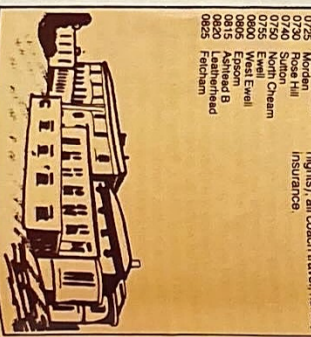 0725 Morden
0730 Rose Hill
0740 Sutton
0750 North Cheam
0755 Ewell
0800 West Ewell
0805 Epsom
0815 Ashtead B
0820 Leatherhead
0825 Fetcham
all coach travel
insurance.